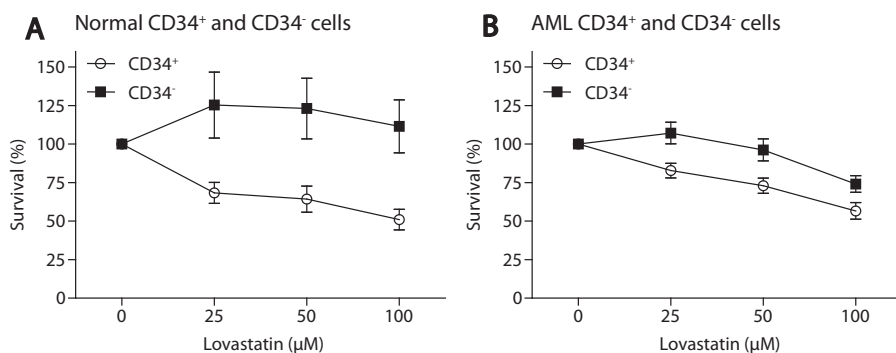 A Normal CD34⁺ and CD34⁻ cells
CD34⁺
CD34⁻
150
125
100
75
50
25
0
Survival (%)
0 25 50 100
Lovastatin (µM)
B AML CD34⁺ and CD34⁻ cells
CD34⁺
CD34⁻
150
125
100
75
50
25
0
Survival (%)
0 25 50 100
Lovastatin (µM)